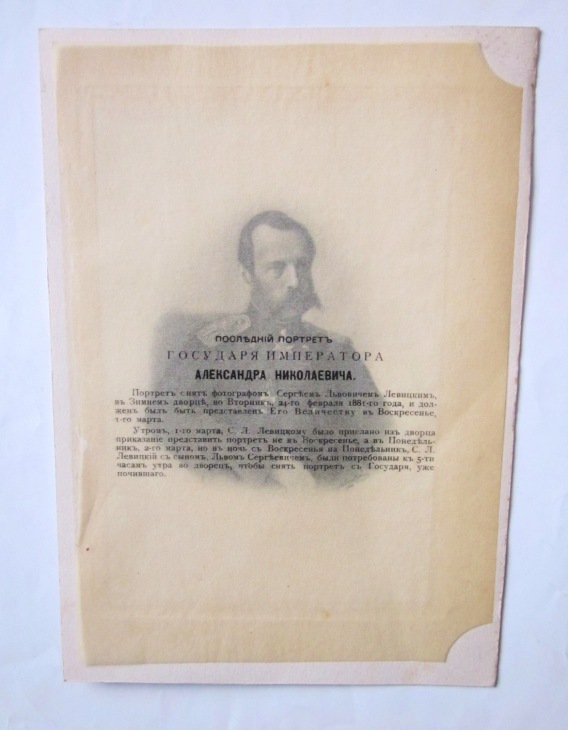 ПОСЛѢДНІЙ ПОРТРЕТЪ
ГОСУДАРЯ ИМПЕРАТОРА
АЛЕКСАНДРА НИКОЛАЕВИЧА.
Портретъ снятъ фотографомъ Сергѣемъ Львовичемъ Левицкимъ,
въ Зимнемъ дворцѣ, во Вторникъ, 24-го февраля 1881-го года, и дол-
женъ былъ быть представленъ Его Величеству въ Воскресенье,
1-го марта.
Утромъ, 1-го марта, С. Л. Левицкому было прислано изъ дворца
приказаніе представить портретъ не въ Воскресенье, а въ Понедѣль-
никъ, 2-го марта, но въ ночь съ Воскресенья на Понедѣльникъ, С. Л.
Левицкій съ сыномъ, Львомъ Сергѣевичемъ, были потребованы къ 5-ти
часамъ утра во дворецъ, чтобы снять портретъ съ Государя, уже
почившаго.